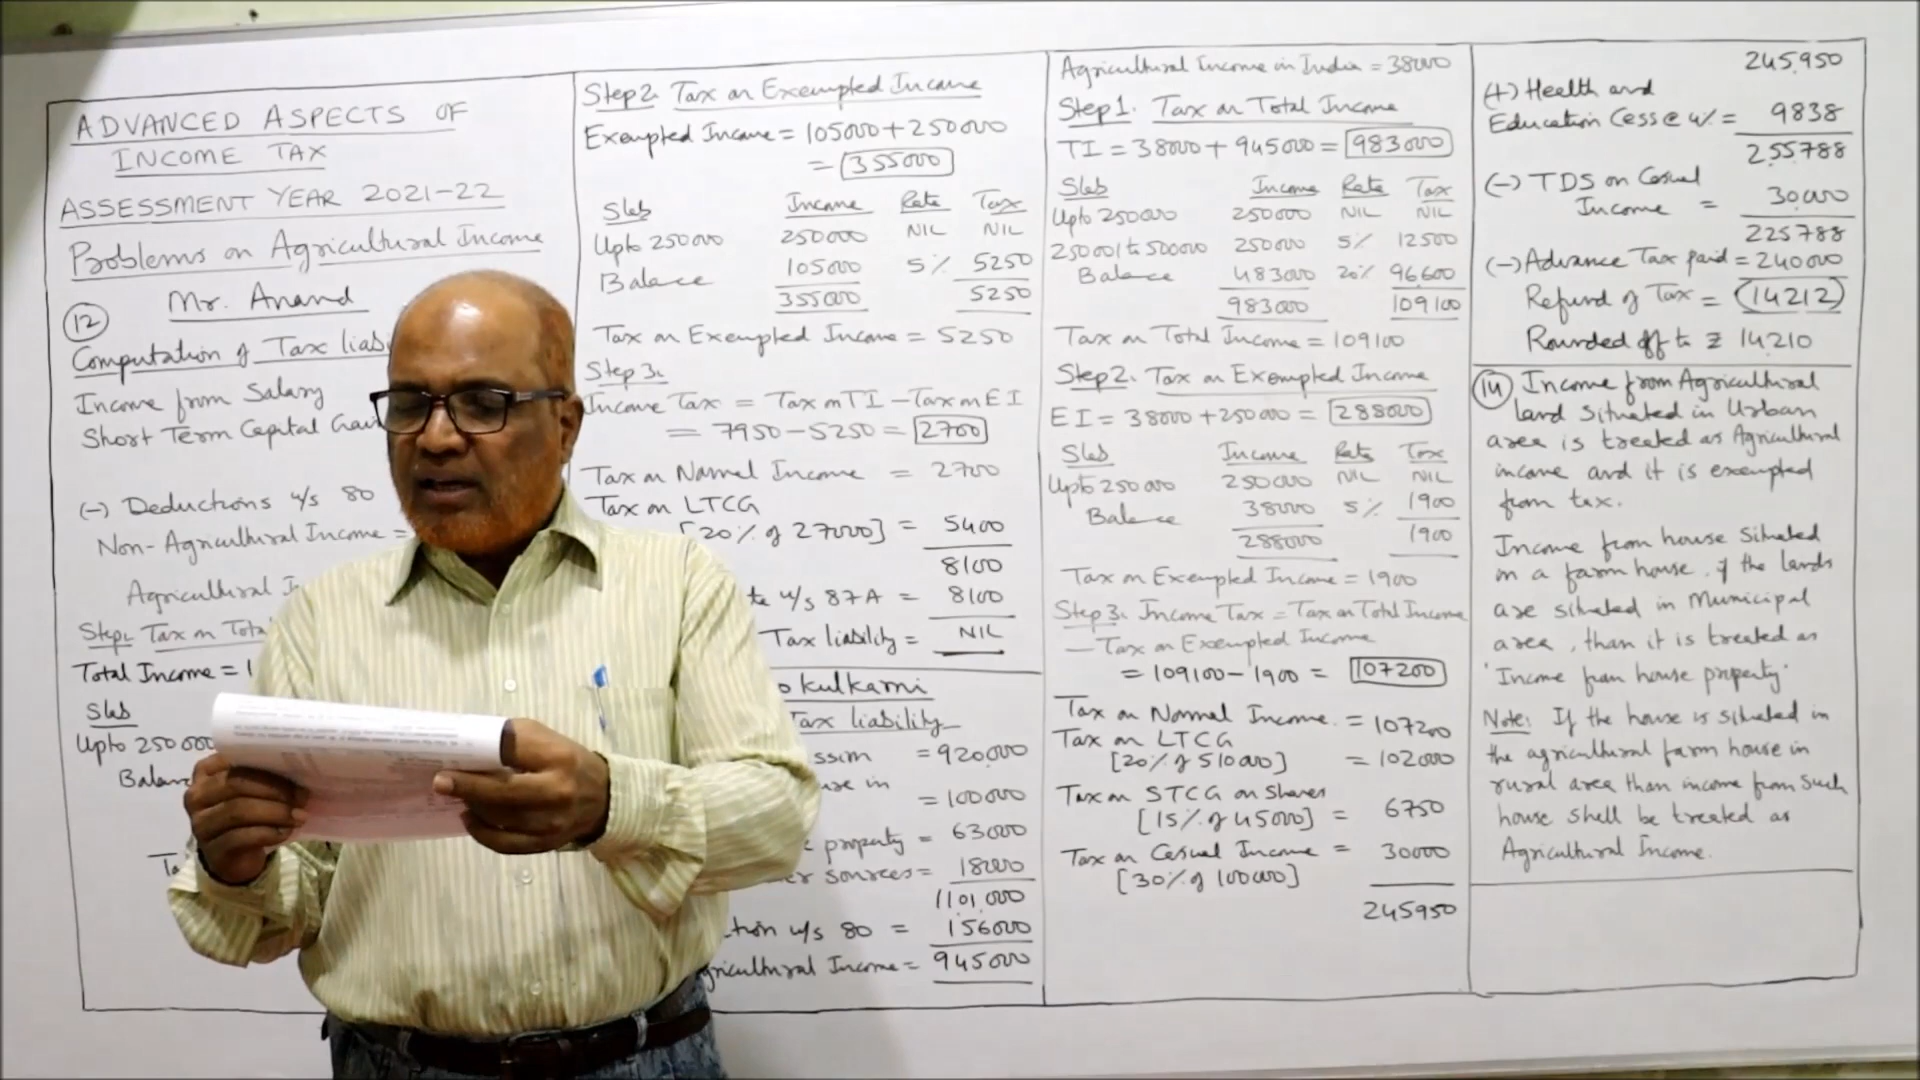 ADVANCED ASPECTS OF
INCOME TAX
ASSESSMENT YEAR 2021-22
Problems on Agricultural Income
12
Mr. Anand
Computation of Tax
Income from Salary
Short Term Capital
(-) Deductions u/s 80
Non-Agricultural Income =
Agricultural
Step1 Tax on
Total Income =
Slab
Upto 250000
Step2. Tax on Exempted Income
Exempted Income = 105000+250000
= 355000
Slab Income Rate Tax
Upto 250000 250000 NIL NIL
Balance 105000 5% 5250
355000 5250
Tax on Exempted Income = 5250
Step 3.
Income Tax = Tax on TI - Tax on EI
= 7950-5250 = 2700
Tax on Normal Income = 2700
Tax on LTCG
[20% of 27000] = 5400
8100
u/s 87A = 8100
Tax liability = NIL
kulkarni
Tax liability
= 920000
in
= 100000
property = 63000
sources = 18000
1101000
u/s 80 = 156000
Income = 945000
Agricultural Income in India = 38000
Step1. Tax on Total Income
TI = 38000+945000 = 983000
Slab Income Rate Tax
Upto 250000 250000 NIL NIL
250001 to 500000 250000 5% 12500
Balance 483000 20% 96600
983000 109100
Tax on Total Income = 109100
Step2. Tax on Exempted Income
EI = 38000+250000 = 288000
Slab Income Rate Tax
Upto 250000 250000 NIL NIL
Balance 38000 5% 1900
288000 1900
Tax on Exempted Income = 1900
Step3. Income Tax = Tax on Total Income
- Tax on Exempted Income
= 109100-1900 = 107200
Tax on Normal Income. = 107200
Tax on LTCG
[20% of 510000] = 102000
Tax on STCG on Shares
[15% of 45000] = 6750
Tax on Casual Income = 30000
[30% of 100000]
245950
245950
(+) Health and
Education Cess@4% = 9838
255788
(-) TDS on Casual
Income = 30000
225788
(-) Advance Tax paid = 240000
Refund of Tax = 14212
Rounded off to ₹ 14210
14 Income from Agricultural
land situated in Urban
area is treated as Agricultural
income and it is exempted
from tax.
Income from house situated
in a farm house, if the lands
are situated in Municipal
area, than it is treated as
'Income from house property'
Note: If the house is situated in
the agricultural farm house in
rural area than income from such
house shall be treated as
Agricultural Income.